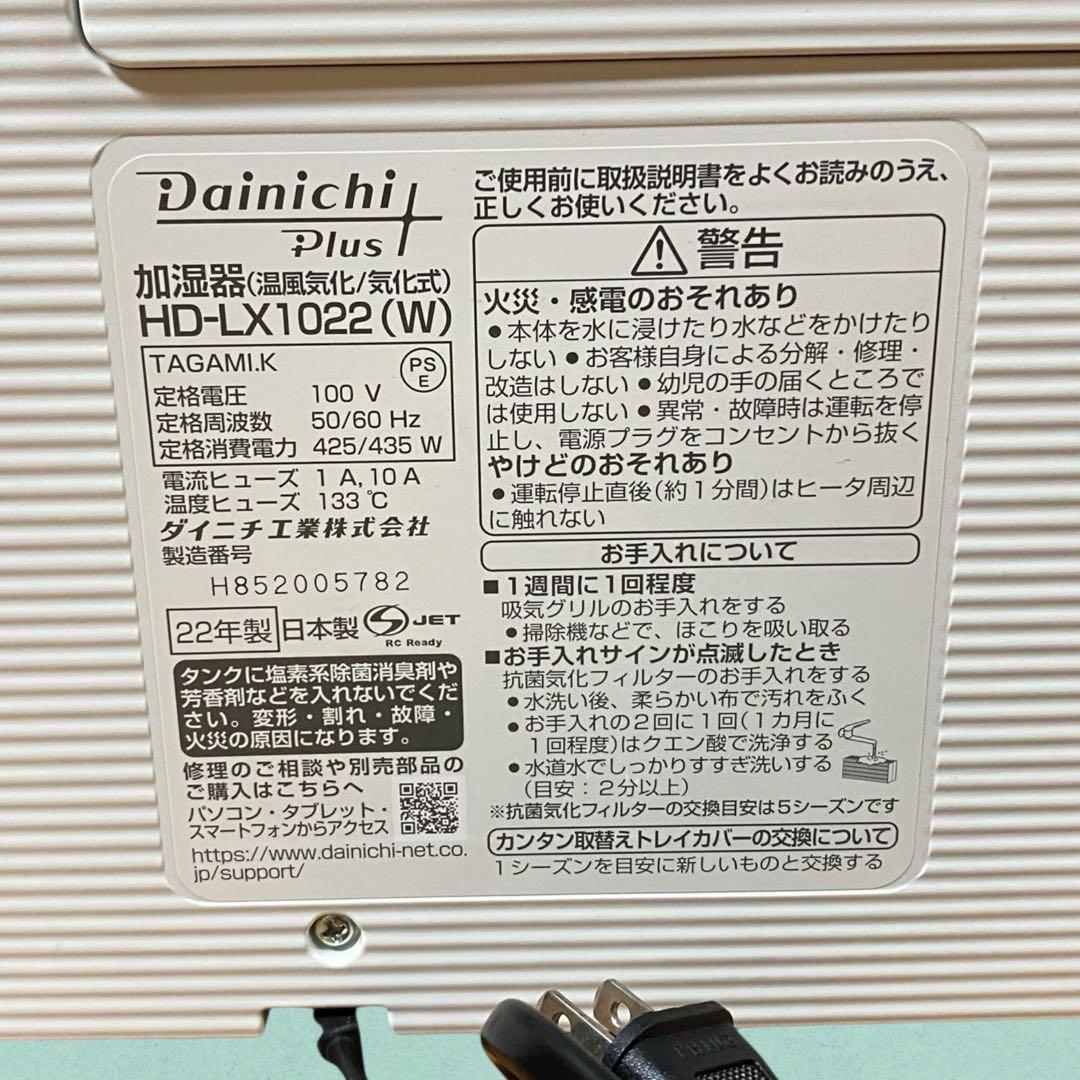 Dainichi
Plus
加湿器(温風気化/気化式)
HD-LX1022(W)
TAGAMI.K
PS
E
定格電圧 100 V
定格周波数 50/60 Hz
定格消費電力 425/435 W
電流ヒューズ 1 A, 10 A
温度ヒューズ 133 ℃
ダイニチ工業株式会社
製造番号
H852005782
22年製 日本製 JET
RC Ready
タンクに塩素系除菌消臭剤や
芳香剤などを入れないでくだ
さい。変形・割れ・故障・
火災の原因になります。
修理のご相談や別売部品の
ご購入はこちらへ
パソコン・タブレット・
スマートフォンからアクセス
https://www.dainichi-net.co.
jp/support/
ご使用前に取扱説明書をよくお読みのうえ、
正しくお使いください。
警告
火災・感電のおそれあり
●本体を水に浸けたり水などをかけたり
しない ●お客様自身による分解・修理・
改造はしない ●幼児の手の届くところで
は使用しない ●異常・故障時は運転を停
止し、電源プラグをコンセントから抜く
やけどのおそれあり
●運転停止直後(約1分間)はヒータ周辺
に触れない
お手入れについて
■1週間に1回程度
吸気グリルのお手入れをする
●掃除機などで、ほこりを吸い取る
■お手入れサインが点滅したとき
抗菌気化フィルターのお手入れをする
●水洗い後、柔らかい布で汚れをふく
●お手入れの2回に1回(1カ月に
1回程度)はクエン酸で洗浄する
●水道水でしっかりすすぎ洗いする
(目安：2分以上)
※抗菌気化フィルターの交換目安は5シーズンです
カンタン取替えトレイカバーの交換について
1シーズンを目安に新しいものと交換する